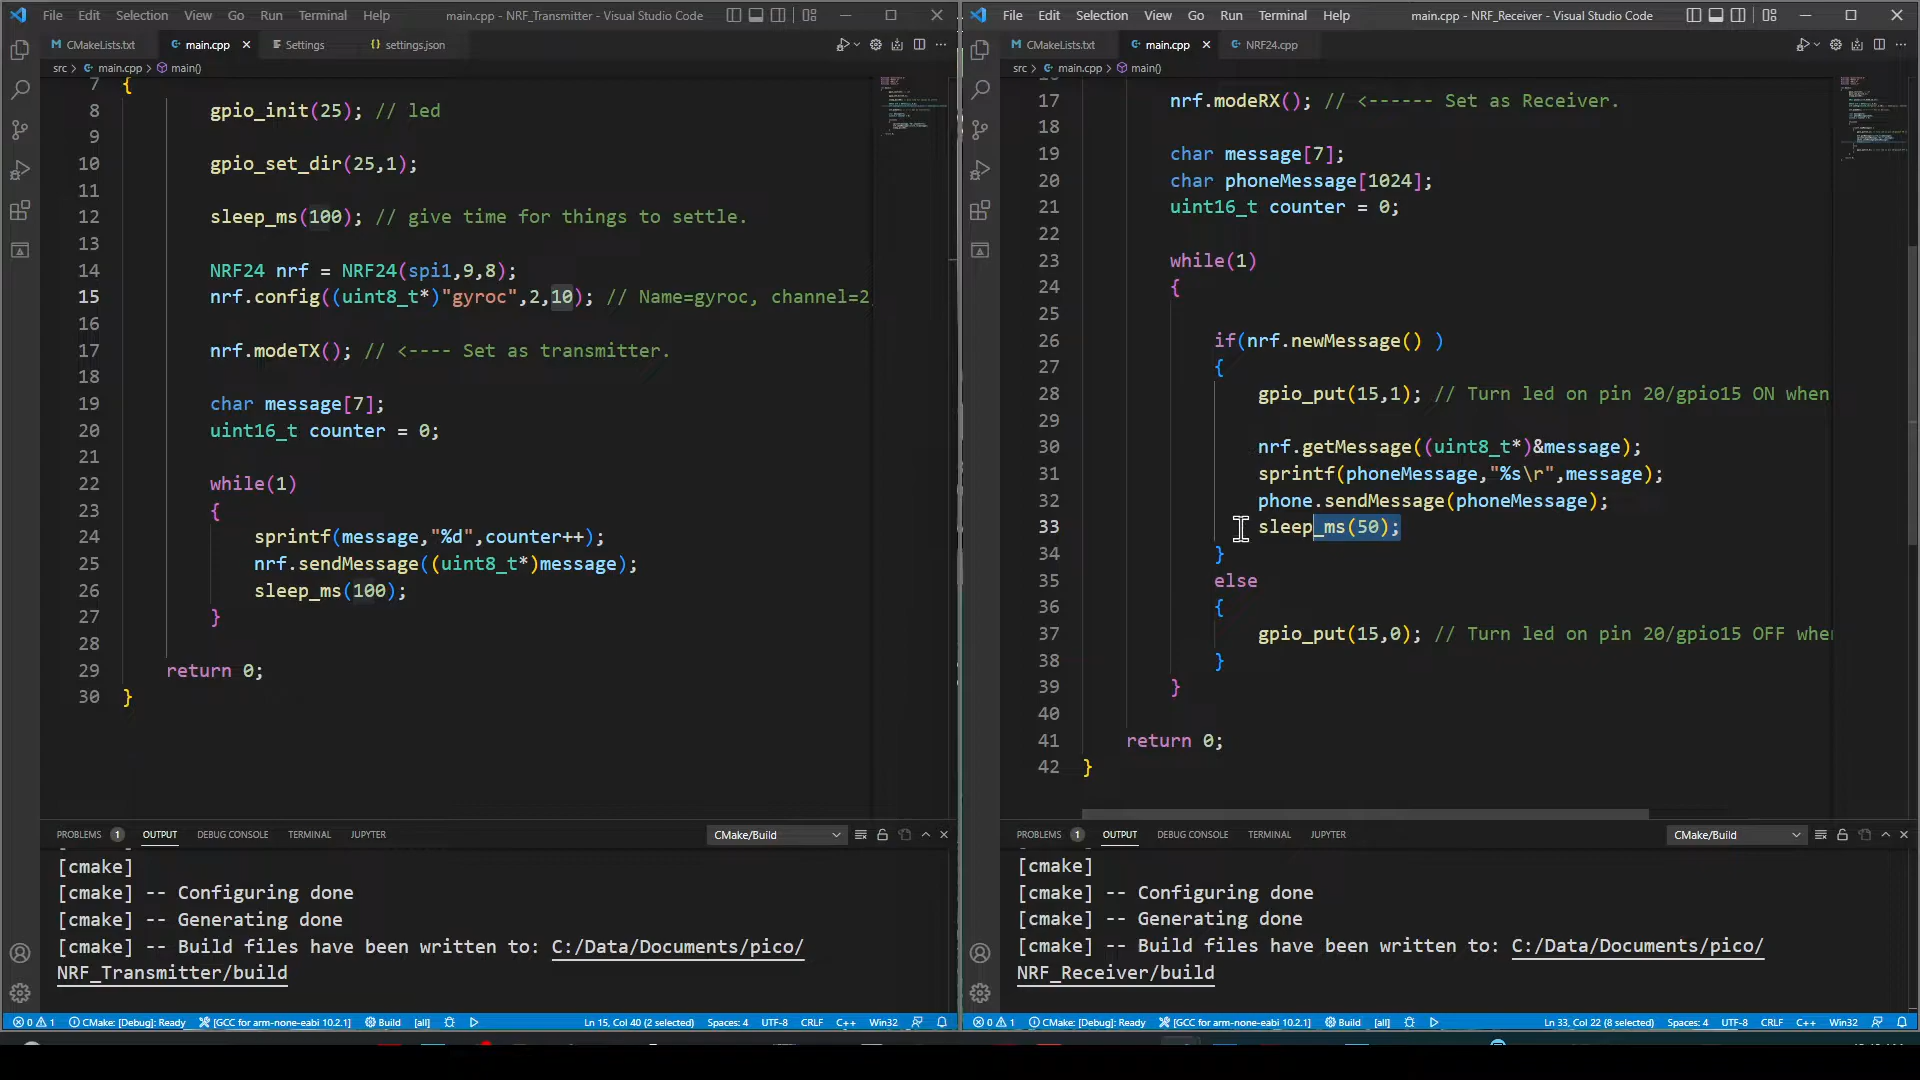 File Edit Selection View Go Run Terminal Help main.cpp - NRF_Transmitter - Visual Studio Code
CMakeLists.txt main.cpp Settings settings.json
src > main.cpp > main()
7 {
8 gpio_init(25); // led
9
10 gpio_set_dir(25,1);
11
12 sleep_ms(100); // give time for things to settle.
13
14 NRF24 nrf = NRF24(spi1,9,8);
15 nrf.config((uint8_t*)"gyroc",2,10); // Name=gyroc, channel=2,
16
17 nrf.modeTX(); // <---- Set as transmitter.
18
19 char message[7];
20 uint16_t counter = 0;
21
22 while(1)
23 {
24 sprintf(message,"%d",counter++);
25 nrf.sendMessage((uint8_t*)message);
26 sleep_ms(100);
27 }
28
29 return 0;
30 }
PROBLEMS 1 OUTPUT DEBUG CONSOLE TERMINAL JUPYTER CMake/Build
[cmake]
[cmake] -- Configuring done
[cmake] -- Generating done
[cmake] -- Build files have been written to: C:/Data/Documents/pico/
NRF_Transmitter/build
0 1 CMake: [Debug]: Ready [GCC for arm-none-eabi 10.2.1] Build [all] Ln 15, Col 40 (2 selected) Spaces: 4 UTF-8 CRLF C++ Win32
File Edit Selection View Go Run Terminal Help main.cpp - NRF_Receiver - Visual Studio Code
CMakeLists.txt main.cpp NRF24.cpp
src > main.cpp > main()
17 nrf.modeRX(); // <------ Set as Receiver.
18
19 char message[7];
20 char phoneMessage[1024];
21 uint16_t counter = 0;
22
23 while(1)
24 {
25
26 if(nrf.newMessage() )
27 {
28 gpio_put(15,1); // Turn led on pin 20/gpio15 ON when
29
30 nrf.getMessage((uint8_t*)&message);
31 sprintf(phoneMessage,"%s\r",message);
32 phone.sendMessage(phoneMessage);
33 sleep_ms(50);
34 }
35 else
36 {
37 gpio_put(15,0); // Turn led on pin 20/gpio15 OFF
38 }
39 }
40
41 return 0;
42 }
PROBLEMS 1 OUTPUT DEBUG CONSOLE TERMINAL JUPYTER CMake/Build
[cmake]
[cmake] -- Configuring done
[cmake] -- Generating done
[cmake] -- Build files have been written to: C:/Data/Documents/pico/
NRF_Receiver/build
0 1 CMake: [Debug]: Ready [GCC for arm-none-eabi 10.2.1] Build [all] Ln 33, Col 22 (8 selected) Spaces: 4 UTF-8 CRLF C++ Win32